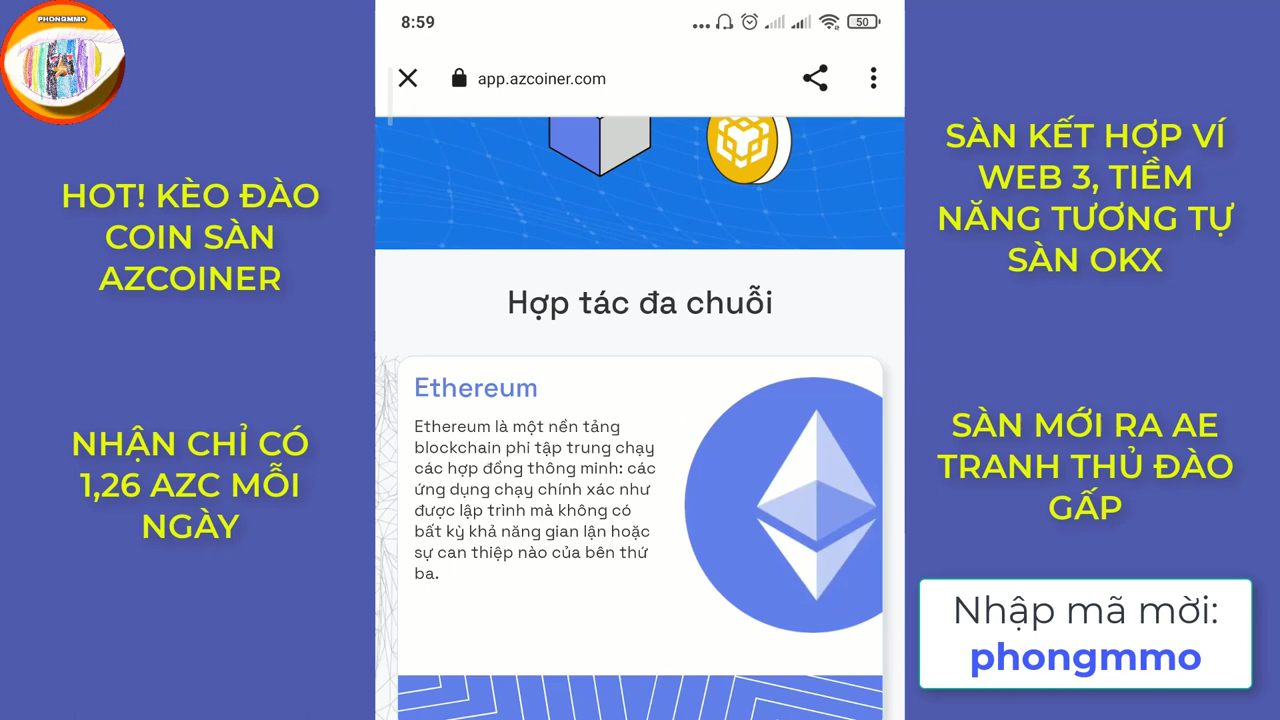 PHONGMMO
HOT! KÈO ĐÀO
COIN SÀN
AZCOINER
NHẬN CHỈ CÓ
1,26 AZC MỖI
NGÀY
8:59
50
app.azcoiner.com
Hợp tác đa chuỗi
Ethereum
Ethereum là một nền tảng
blockchain phi tập trung chạy
các hợp đồng thông minh: các
ứng dụng chạy chính xác như
được lập trình mà không có
bất kỳ khả năng gian lận hoặc
sự can thiệp nào của bên thứ
ba.
SÀN KẾT HỢP VÍ
WEB 3, TIỀM
NĂNG TƯƠNG TỰ
SÀN OKX
SÀN MỚI RA AE
TRANH THỦ ĐÀO
GẤP
Nhập mã mời:
phongmmo